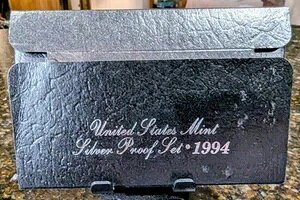 United States Mint
Silver Proof Set • 1994